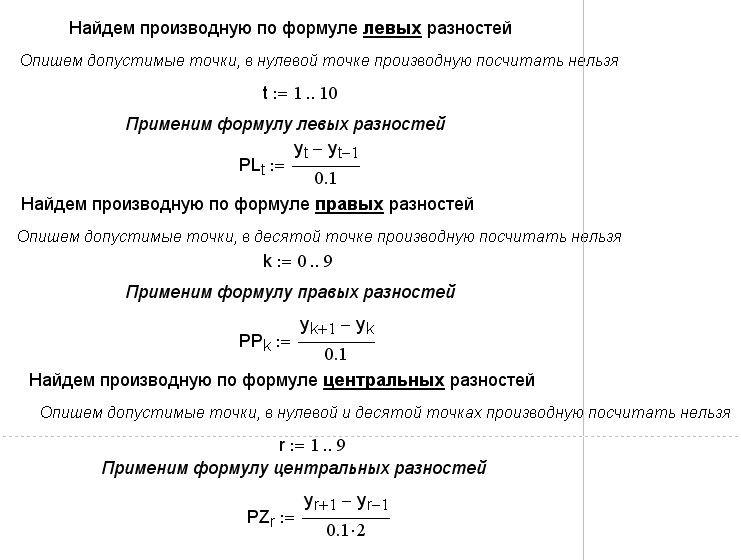 Найдем производную по формуле левых разностей
Опишем допустимые точки, в нулевой точке производную посчитать нельзя
t := 1 .. 10
Применим формулу левых разностей
PL_t := (y_t − y_{t−1}) / 0.1
Найдем производную по формуле правых разностей
Опишем допустимые точки, в десятой точке производную посчитать нельзя
k := 0 .. 9
Применим формулу правых разностей
PP_k := (y_{k+1} − y_k) / 0.1
Найдем производную по формуле центральных разностей
Опишем допустимые точки, в нулевой и десятой точках производную посчитать нельзя
r := 1 .. 9
Применим формулу центральных разностей
PZ_r := (y_{r+1} − y_{r−1}) / 0.1·2